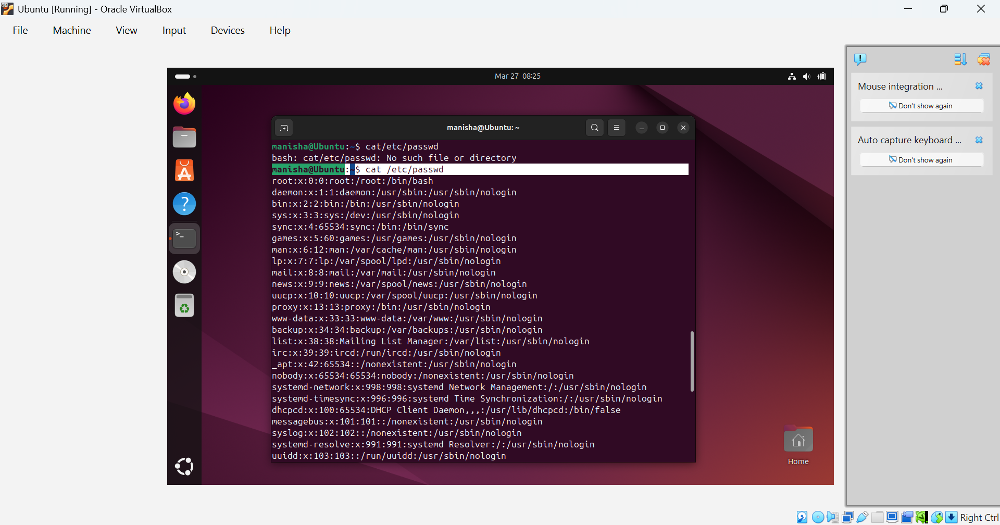 Ubuntu [Running] - Oracle VirtualBox
File Machine View Input Devices Help
Mar 27 08:25
manisha@Ubuntu: ~
manisha@Ubuntu:~$ cat/etc/passwd
bash: cat/etc/passwd: No such file or directory
manisha@Ubuntu:~$ cat /etc/passwd
root:x:0:0:root:/root:/bin/bash
daemon:x:1:1:daemon:/usr/sbin:/usr/sbin/nologin
bin:x:2:2:bin:/bin:/usr/sbin/nologin
sys:x:3:3:sys:/dev:/usr/sbin/nologin
sync:x:4:65534:sync:/bin:/bin/sync
games:x:5:60:games:/usr/games:/usr/sbin/nologin
man:x:6:12:man:/var/cache/man:/usr/sbin/nologin
lp:x:7:7:lp:/var/spool/lpd:/usr/sbin/nologin
mail:x:8:8:mail:/var/mail:/usr/sbin/nologin
news:x:9:9:news:/var/spool/news:/usr/sbin/nologin
uucp:x:10:10:uucp:/var/spool/uucp:/usr/sbin/nologin
proxy:x:13:13:proxy:/bin:/usr/sbin/nologin
www-data:x:33:33:www-data:/var/www:/usr/sbin/nologin
backup:x:34:34:backup:/var/backups:/usr/sbin/nologin
list:x:38:38:Mailing List Manager:/var/list:/usr/sbin/nologin
irc:x:39:39:ircd:/run/ircd:/usr/sbin/nologin
_apt:x:42:65534::/nonexistent:/usr/sbin/nologin
nobody:x:65534:65534:nobody:/nonexistent:/usr/sbin/nologin
systemd-network:x:998:998:systemd Network Management:/:/usr/sbin/nologin
systemd-timesync:x:996:996:systemd Time Synchronization:/:/usr/sbin/nologin
dhcpcd:x:100:65534:DHCP Client Daemon,,,:/usr/lib/dhcpcd:/bin/false
messagebus:x:101:101::/nonexistent:/usr/sbin/nologin
syslog:x:102:102::/nonexistent:/usr/sbin/nologin
systemd-resolve:x:991:991:systemd Resolver:/:/usr/sbin/nologin
uuidd:x:103:103::/run/uuidd:/usr/sbin/nologin
Home
Mouse integration ...
Don't show again
Auto capture keyboard ...
Don't show again
Right Ctrl